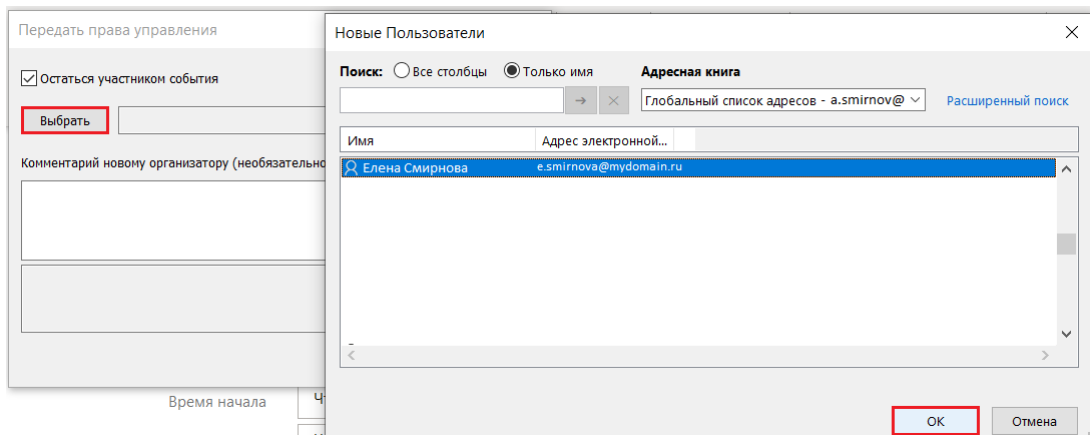 Передать права управления
Остаться участником события
Выбрать
Комментарий новому организатору (необязательно
Время начала
Новые Пользователи
Поиск: Все столбцы Только имя Адресная книга
Глобальный список адресов - a.smirnov@ Расширенный поиск
Имя Адрес электронной...
Елена Смирнова e.smirnova@mydomain.ru
ОК Отмена